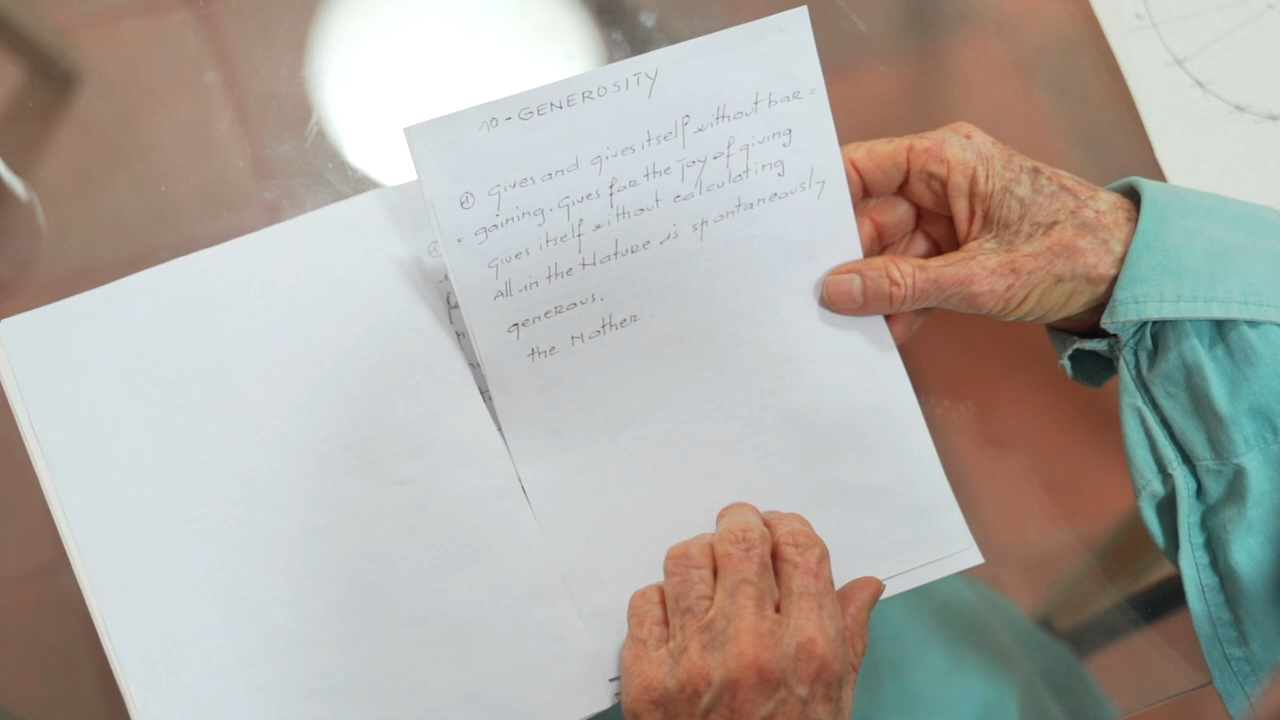 10-GENEROSITY
① Gives and gives itself without bar=
. gaining. Gives for the joy of giving
Gives itself without calculating
All in the Nature is spontaneously
generous.
the Mother